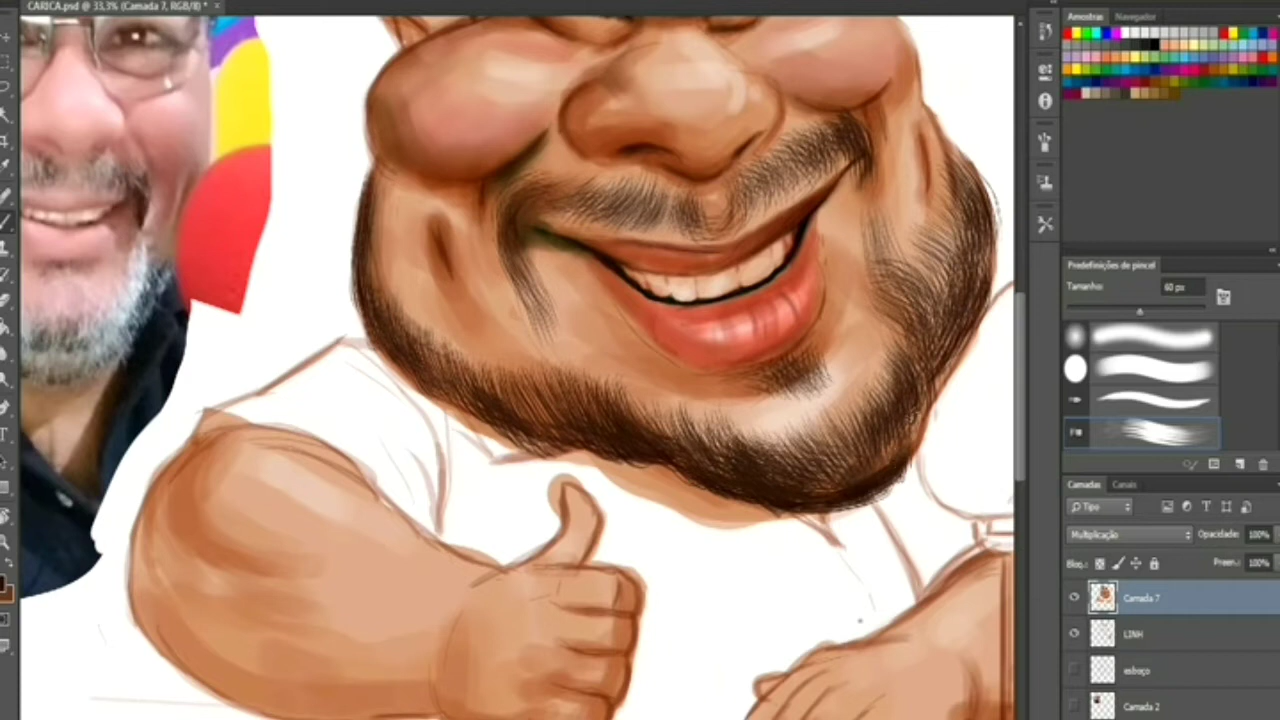 CARICA.psd @ 33,3% (Camada 7, RGB/8) *
Amostras Navegador
Predefinições de pincel
Tamanho: 60 px
Camadas Canais
Tipo
Multiplicação Opacidade: 100%
Bloq.: Preen.: 100%
Camada 7
LINH
esboço
Camada 2